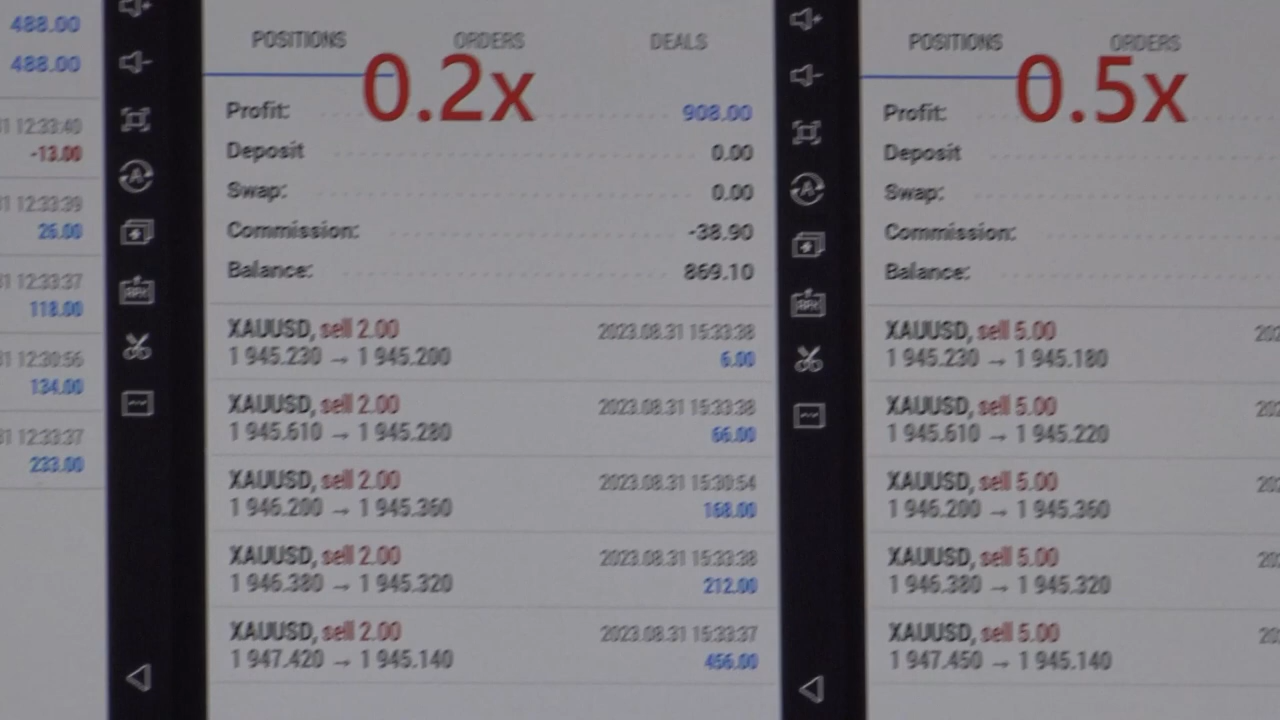 488.00
488.00
31 12:33:40
-13.00
31 12:33:39
26.00
31 12:33:37
118.00
31 12:30:56
134.00
31 12:33:37
233.00
POSITIONS ORDERS DEALS
0.2x
Profit: 908.00
Deposit 0.00
Swap: 0.00
Commission: -38.90
Balance: 869.10
XAUUSD, sell 2.00 2023.08.31 15:33:38
1 945.230 → 1 945.200 6.00
XAUUSD, sell 2.00 2023.08.31 15:33:38
1 945.610 → 1 945.280 66.00
XAUUSD, sell 2.00 2023.08.31 15:30:54
1 946.200 → 1 945.360 168.00
XAUUSD, sell 2.00 2023.08.31 15:33:38
1 946.380 → 1 945.320 212.00
XAUUSD, sell 2.00 2023.08.31 15:33:37
1 947.420 → 1 945.140 456.00
POSITIONS ORDERS
0.5x
Profit:
Deposit
Swap:
Commission:
Balance:
XAUUSD, sell 5.00 202
1 945.230 → 1 945.180
XAUUSD, sell 5.00 202
1 945.610 → 1 945.220
XAUUSD, sell 5.00 202
1 946.200 → 1 945.360
XAUUSD, sell 5.00 202
1 946.380 → 1 945.320
XAUUSD, sell 5.00 202
1 947.450 → 1 945.140